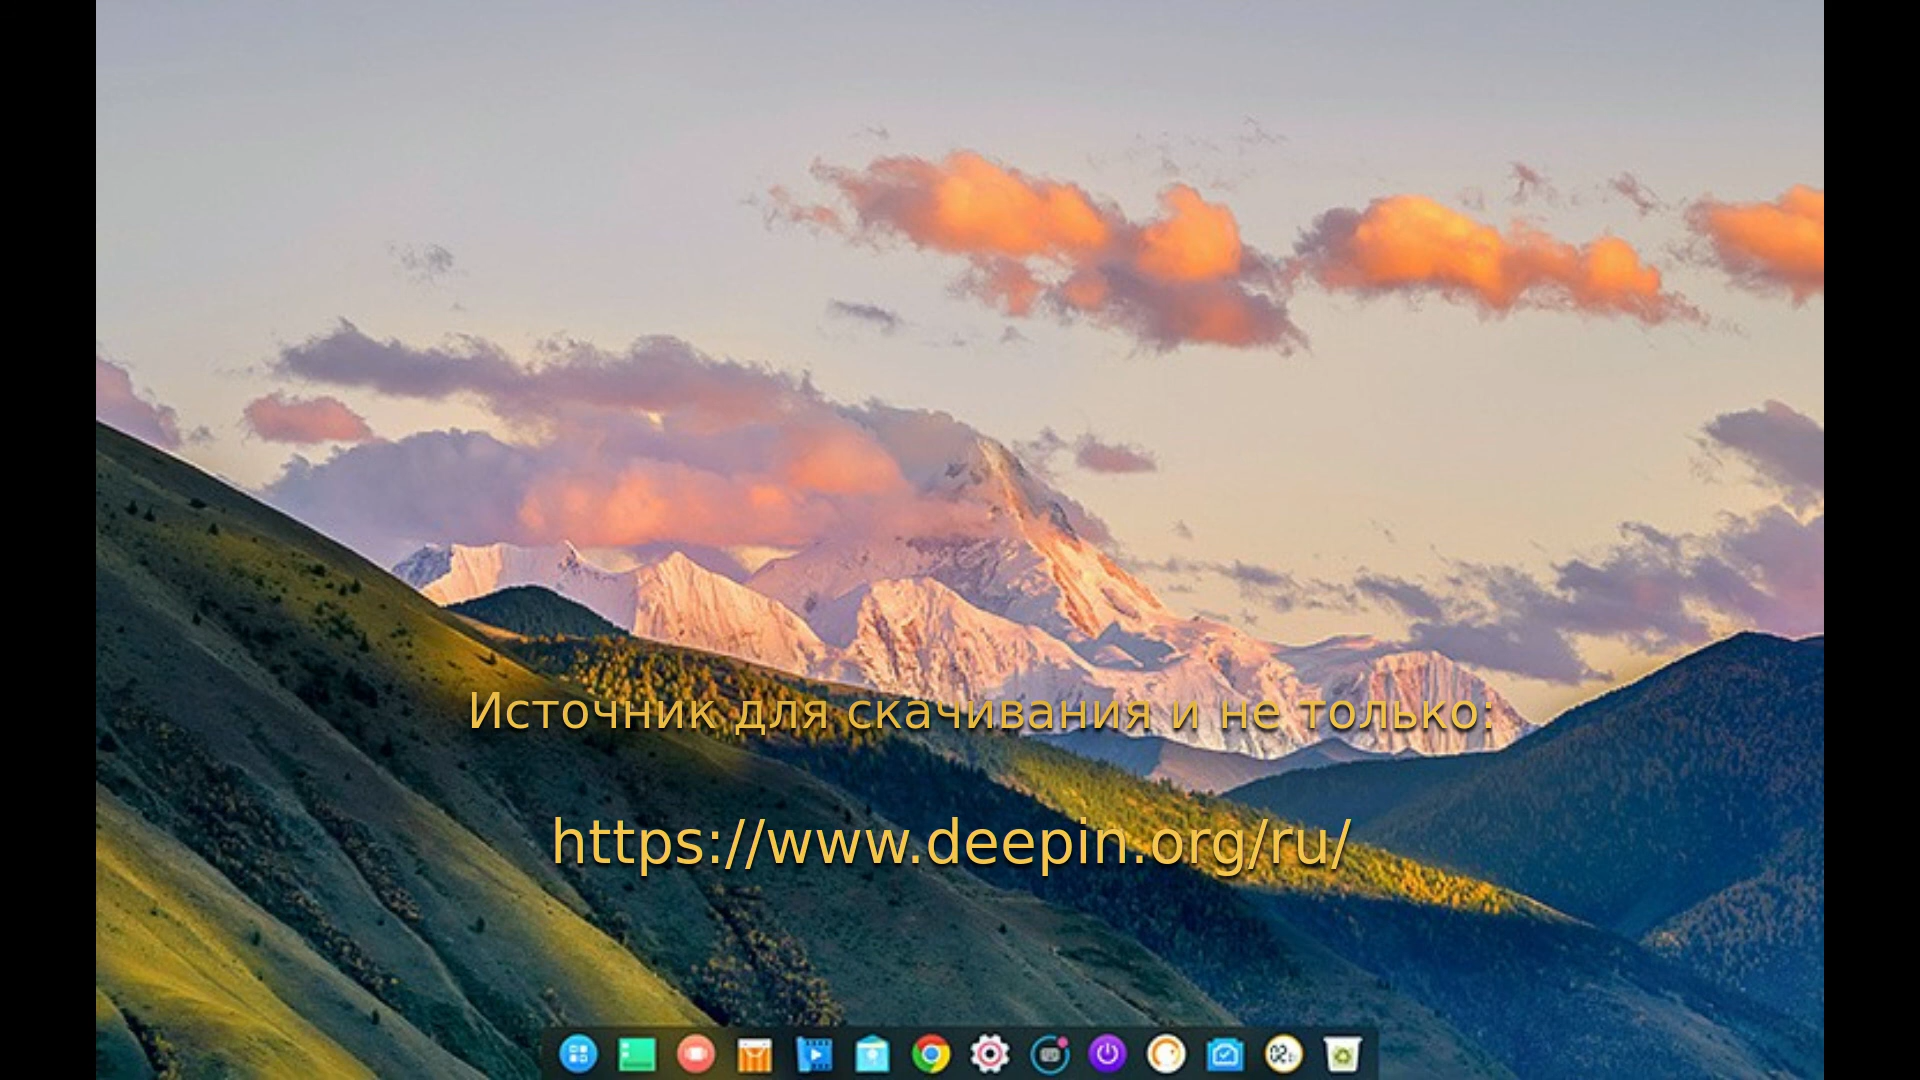 Источник для скачивания и не только:
https://www.deepin.org/ru/